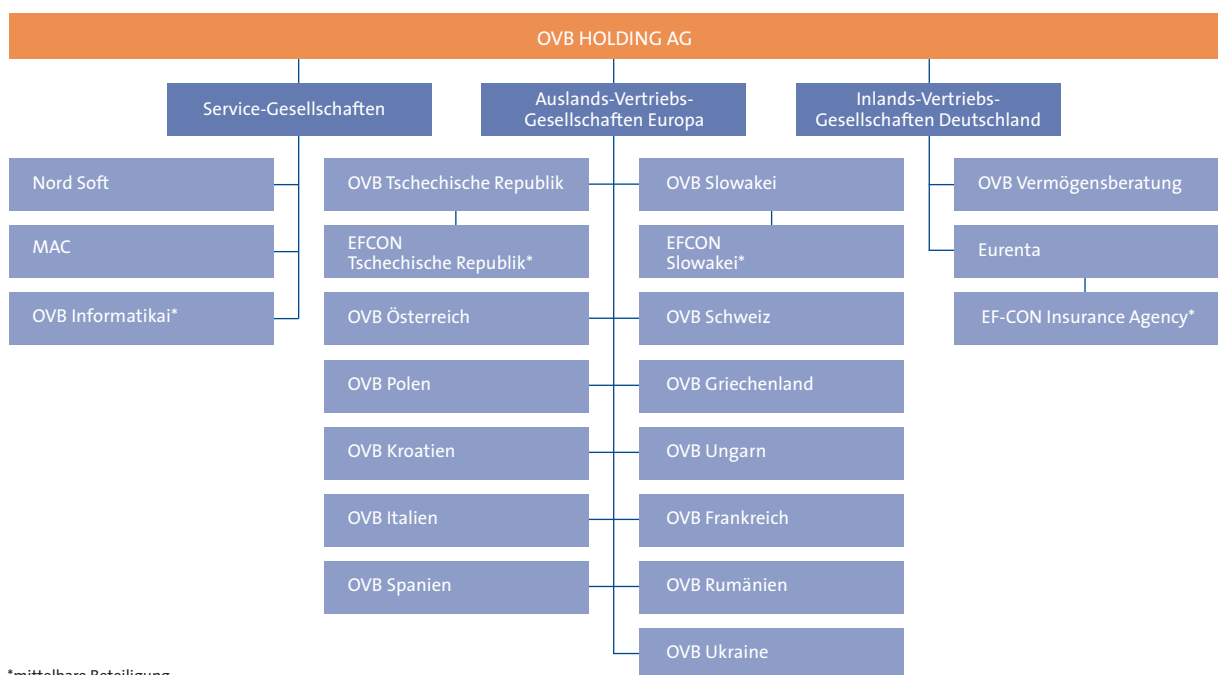 OVB HOLDING AG
Service-Gesellschaften
Auslands-Vertriebs-
Gesellschaften Europa
Inlands-Vertriebs-
Gesellschaften Deutschland
Nord Soft
MAC
OVB Informatikai*
OVB Tschechische Republik
EFCON
Tschechische Republik*
OVB Österreich
OVB Polen
OVB Kroatien
OVB Italien
OVB Spanien
OVB Slowakei
EFCON
Slowakei*
OVB Schweiz
OVB Griechenland
OVB Ungarn
OVB Frankreich
OVB Rumänien
OVB Ukraine
OVB Vermögensberatung
Eurenta
EF-CON Insurance Agency*
*mittelbare Beteiligung